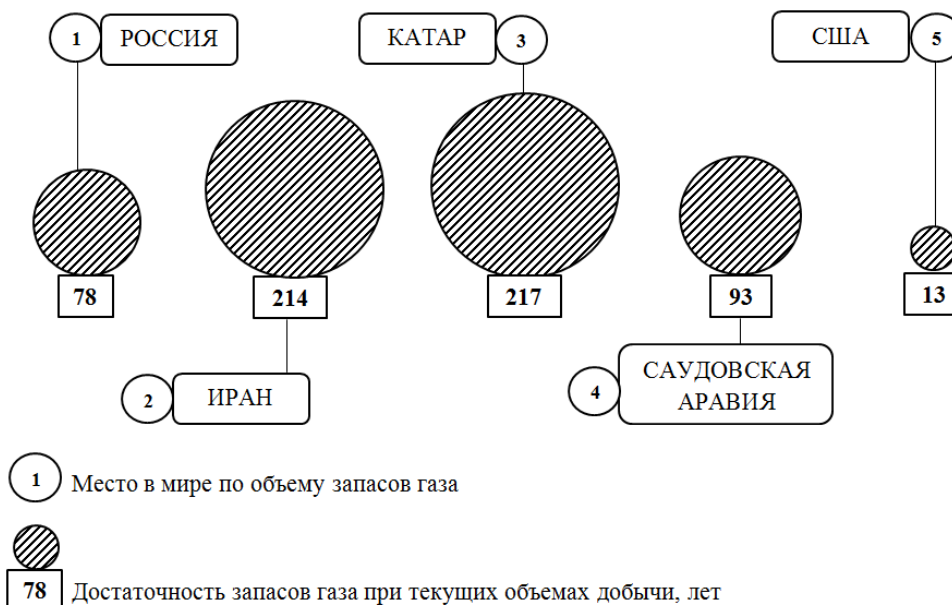 1 РОССИЯ
КАТАР 3
США 5
78
214
217
93
13
2 ИРАН
4 САУДОВСКАЯ
АРАВИЯ
1 Место в мире по объему запасов газа
78 Достаточность запасов газа при текущих объемах добычи, лет